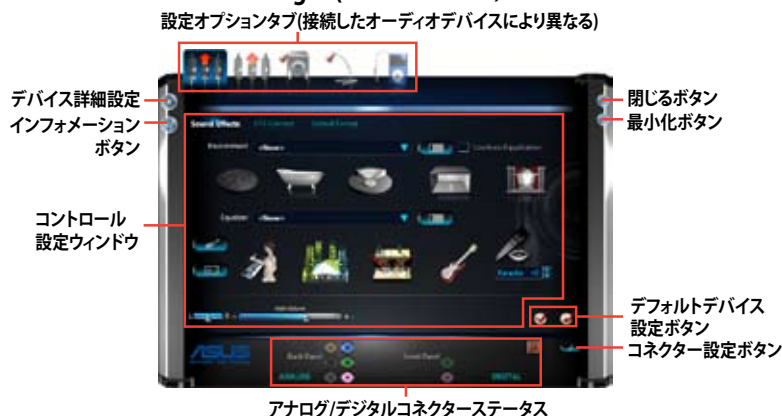 設定オプションタブ(接続したオーディオデバイスにより異なる)
デバイス詳細設定
インフォメーション
ボタン
閉じるボタン
最小化ボタン
Sound Effects
Environment <None>
コントロール
設定ウィンドウ
Equalizer <None>
Karaoke
デフォルトデバイス
設定ボタン
コネクター設定ボタン
ASUS
Back Panel Front Panel
ANALOG DIGITAL
アナログ/デジタルコネクターステータス